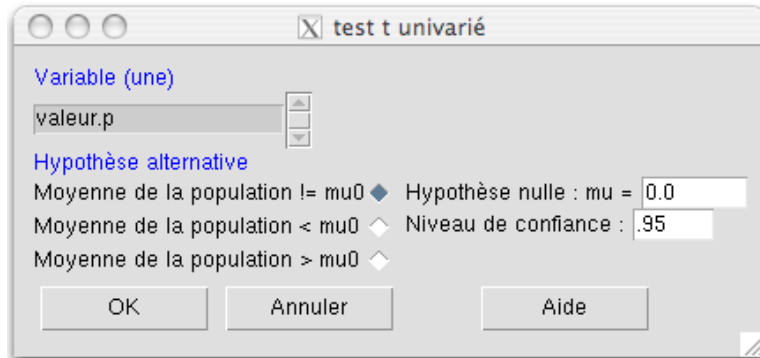 test t univarié
Variable (une)
valeur.p
Hypothèse alternative
Moyenne de la population != mu0 Hypothèse nulle : mu = 0.0
Moyenne de la population < mu0 Niveau de confiance : .95
Moyenne de la population > mu0
OK Annuler Aide